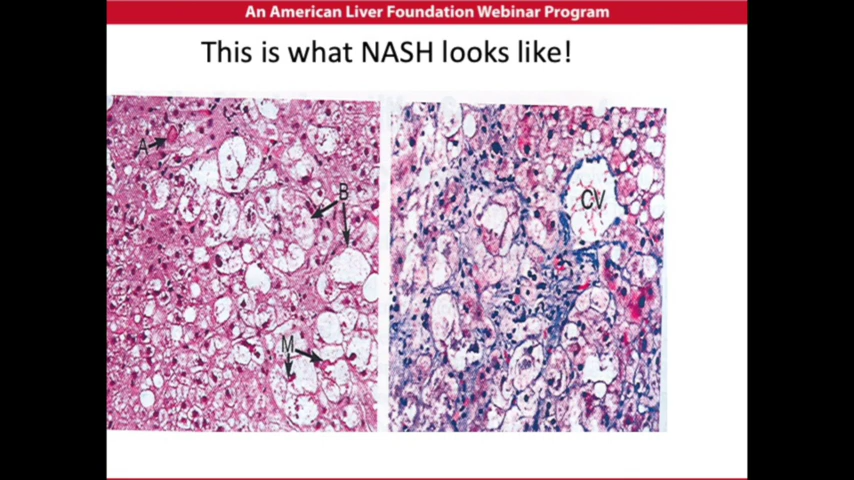 An American Liver Foundation Webinar Program
This is what NASH looks like!
A
B
CV
M